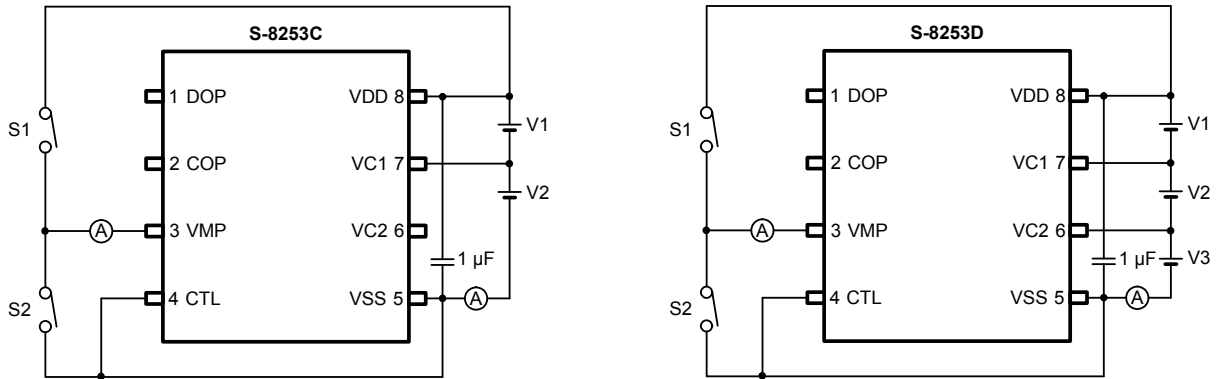 S-8253C
1 DOP
VDD 8
S1
V1
2 COP
VC1 7
V2
A
3 VMP
VC2 6
1 µF
S2
4 CTL
VSS 5
A
S-8253D
1 DOP
VDD 8
S1
V1
2 COP
VC1 7
V2
A
3 VMP
VC2 6
1 µF
V3
S2
4 CTL
VSS 5
A